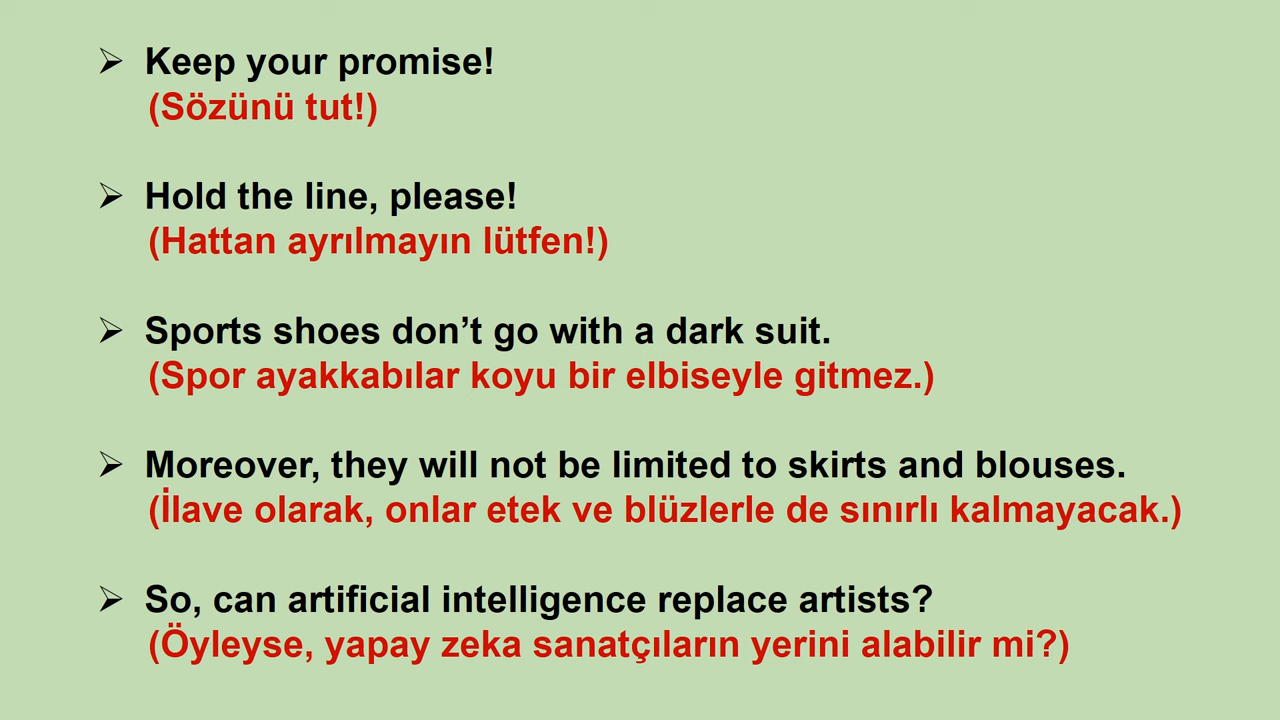 ➢ Keep your promise!
(Sözünü tut!)
➢ Hold the line, please!
(Hattan ayrılmayın lütfen!)
➢ Sports shoes don’t go with a dark suit.
(Spor ayakkabılar koyu bir elbiseyle gitmez.)
➢ Moreover, they will not be limited to skirts and blouses.
(İlave olarak, onlar etek ve blüzlerle de sınırlı kalmayacak.)
➢ So, can artificial intelligence replace artists?
(Öyleyse, yapay zeka sanatçıların yerini alabilir mi?)